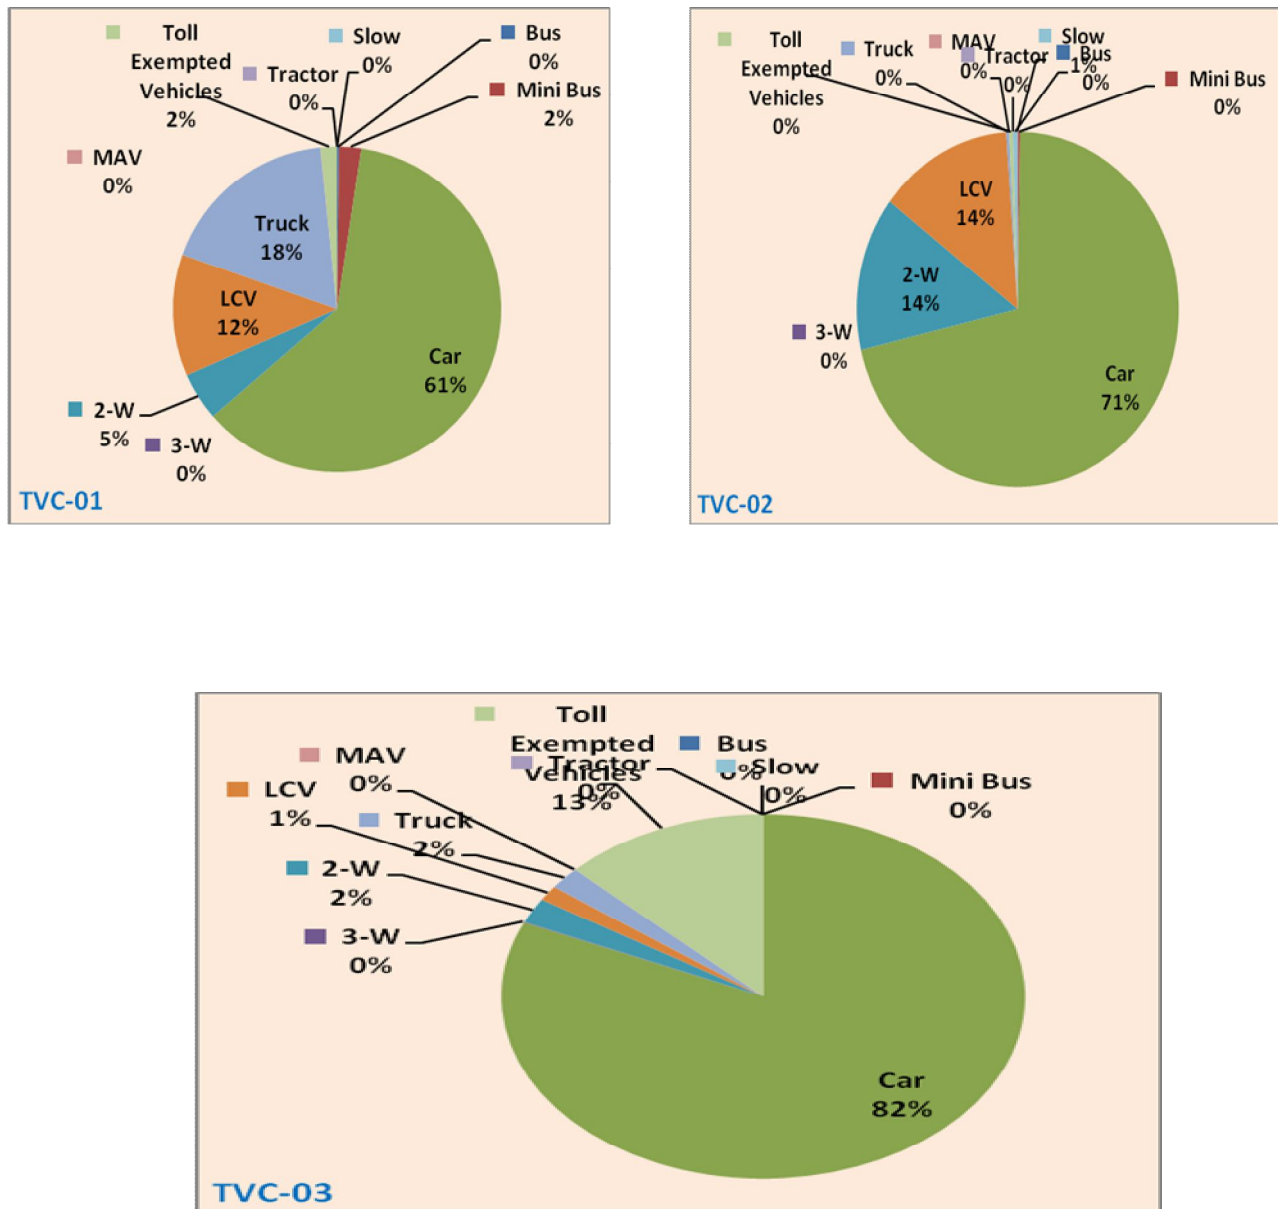 Toll
Exempted
Vehicles
2%
Slow
0%
Bus
0%
Tractor
0%
Mini Bus
2%
MAV
0%
Truck
18%
LCV
12%
Car
61%
2-W
5%
3-W
0%
TVC-01
Toll
Exempted
Vehicles
0%
Truck
0%
MAV
0%
Tractor
0%
Slow
1%
Bus
0%
Mini Bus
0%
LCV
14%
2-W
14%
3-W
0%
Car
71%
TVC-02
Toll
Exempted
Vehicles
13%
Bus
0%
MAV
0%
Tractor
0%
Slow
0%
Mini Bus
0%
LCV
1%
Truck
2%
2-W
2%
3-W
0%
Car
82%
TVC-03